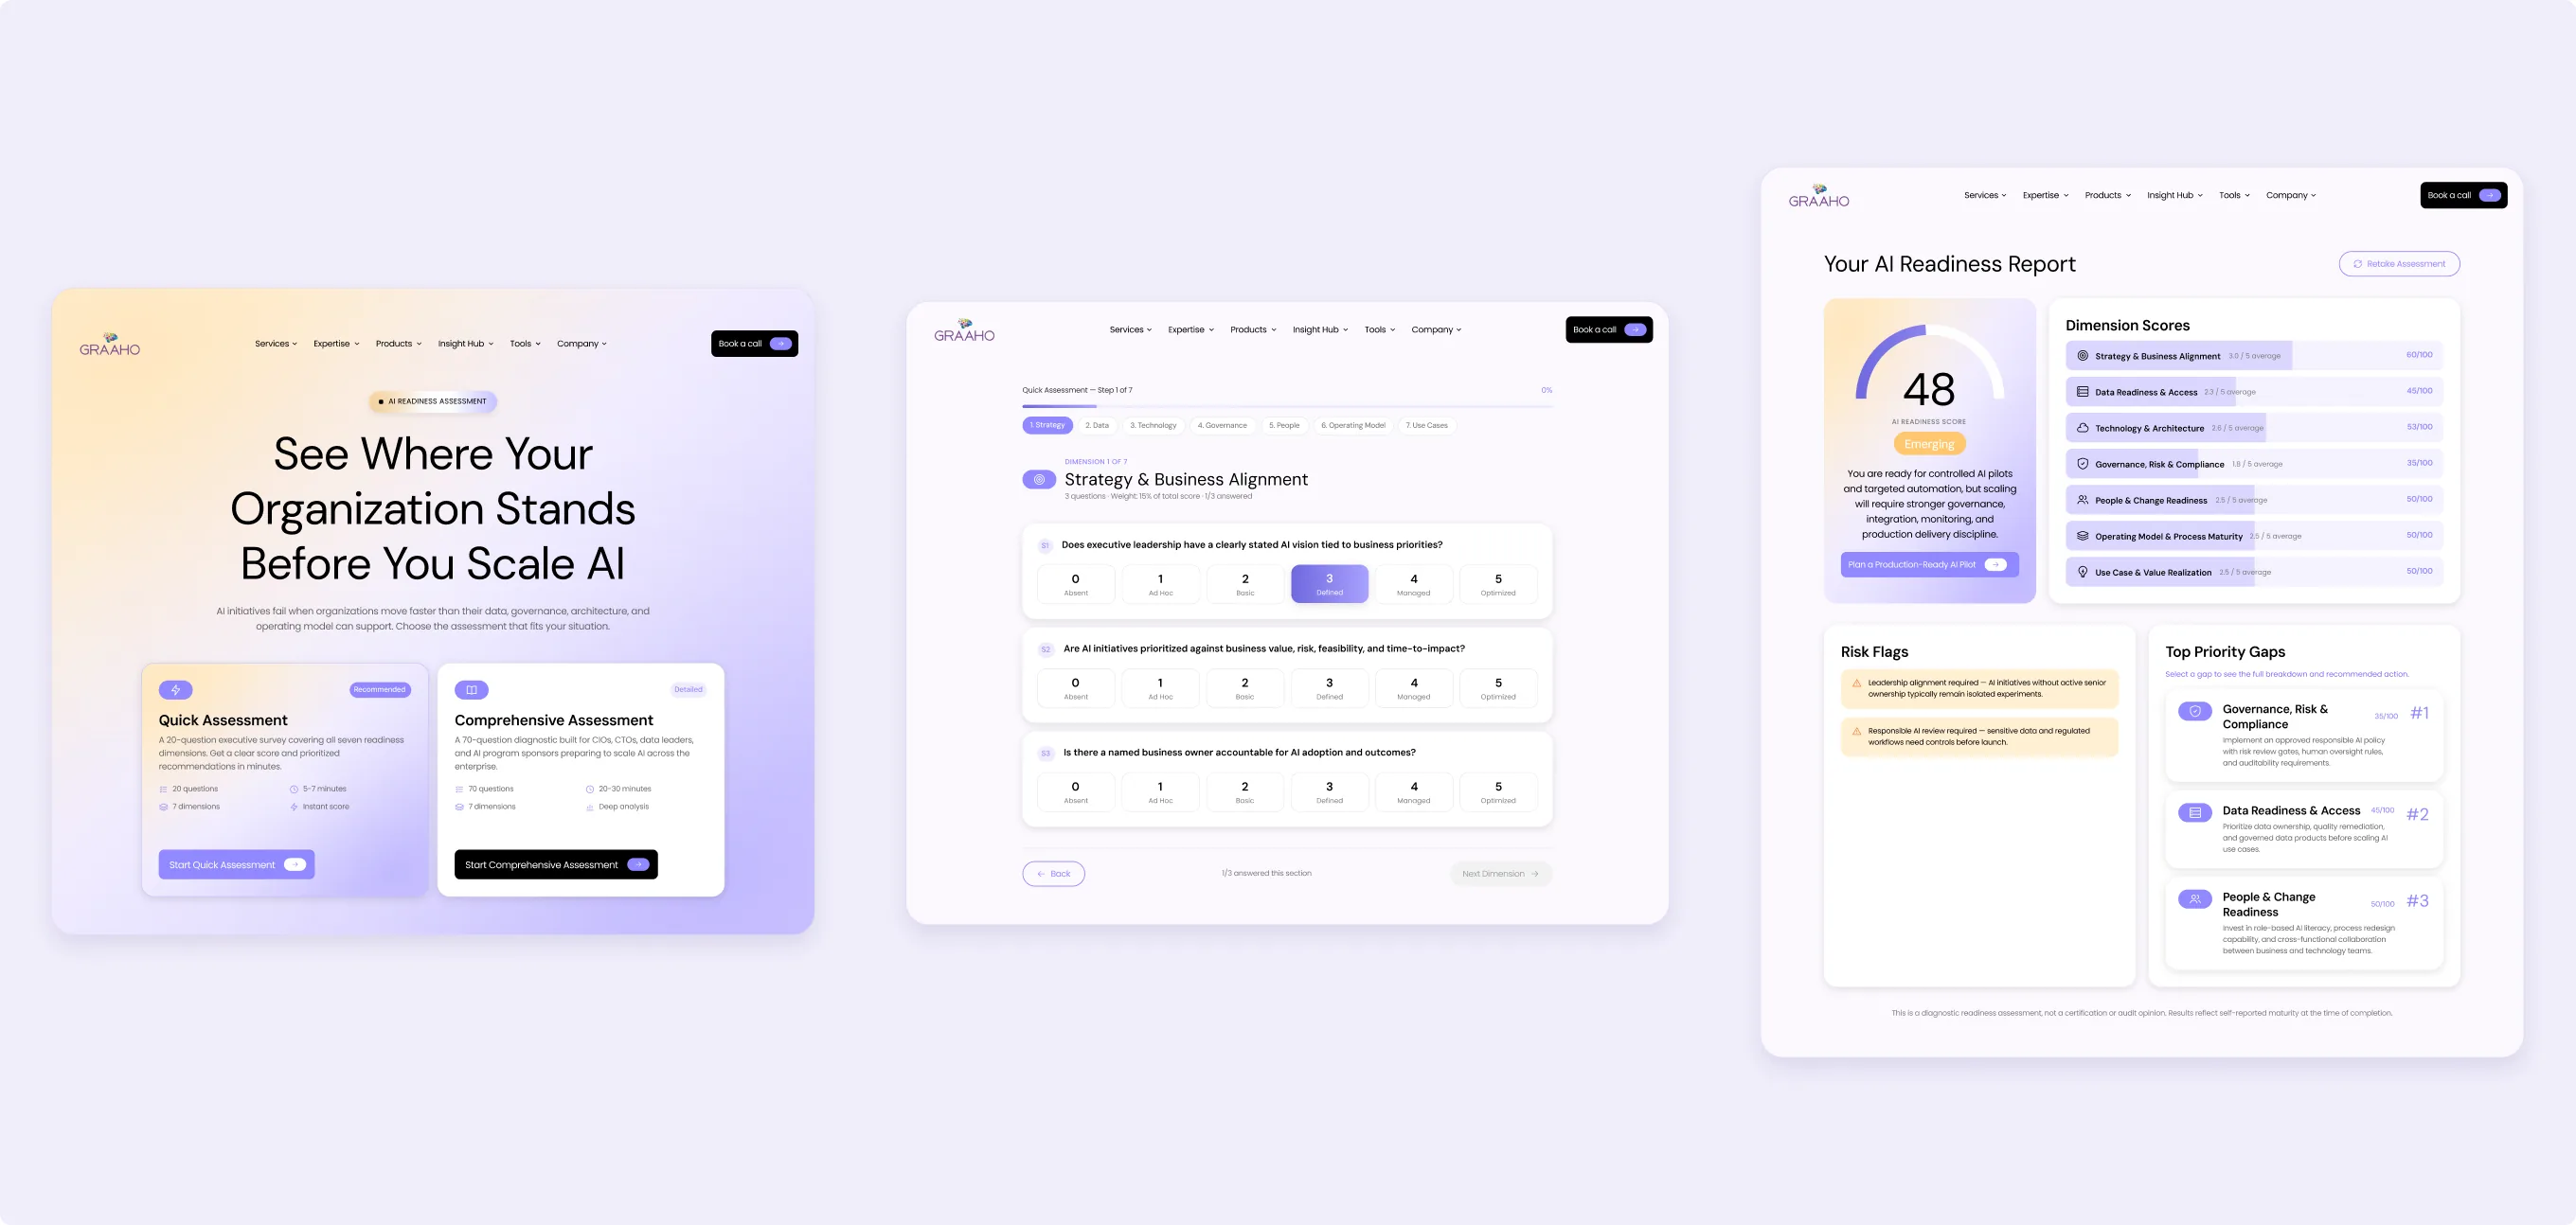 GRAAHO
Services
Expertise
Products
Insight Hub
Tools
Company
Book a call
AI READINESS ASSESSMENT
See Where Your
Organization Stands
Before You Scale AI
AI initiatives fail when organizations move faster than their data, governance, architecture, and
operating model can support. Choose the assessment that fits your situation.
Recommended
Quick Assessment
A 20-question executive survey covering all seven readiness
dimensions. Get a clear score and prioritized
recommendations in minutes.
20 questions
5-7 minutes
7 dimensions
Instant score
Start Quick Assessment
Detailed
Comprehensive Assessment
A 70-question diagnostic built for CIOs, CTOs, data leaders,
and AI program sponsors preparing to scale AI across the
enterprise.
70 questions
20-30 minutes
7 dimensions
Deep analysis
Start Comprehensive Assessment
GRAAHO
Services
Expertise
Products
Insight Hub
Tools
Company
Book a call
Quick Assessment — Step 1 of 7
0%
1. Strategy
2. Data
3. Technology
4. Governance
5. People
6. Operating Model
7. Use Cases
DIMENSION 1 OF 7
Strategy & Business Alignment
3 questions · Weight: 15% of total score · 1/3 answered
S1 Does executive leadership have a clearly stated AI vision tied to business priorities?
0 1 2 3 4 5
Absent Ad Hoc Basic Defined Managed Optimized
S2 Are AI initiatives prioritized against business value, risk, feasibility, and time-to-impact?
0 1 2 3 4 5
Absent Ad Hoc Basic Defined Managed Optimized
S3 Is there a named business owner accountable for AI adoption and outcomes?
0 1 2 3 4 5
Absent Ad Hoc Basic Defined Managed Optimized
Back
1/3 answered this section
Next Dimension
GRAAHO
Services
Expertise
Products
Insight Hub
Tools
Company
Book a call
Your AI Readiness Report
Retake Assessment
48
AI READINESS SCORE
Emerging
You are ready for controlled AI pilots
and targeted automation, but scaling
will require stronger governance,
integration, monitoring, and
production delivery discipline.
Plan a Production-Ready AI Pilot
Dimension Scores
Strategy & Business Alignment 3.0 / 5 average 60/100
Data Readiness & Access 2.3 / 5 average 45/100
Technology & Architecture 2.6 / 5 average 53/100
Governance, Risk & Compliance 1.8 / 5 average 35/100
People & Change Readiness 2.5 / 5 average 50/100
Operating Model & Process Maturity 2.5 / 5 average 50/100
Use Case & Value Realization 2.5 / 5 average 50/100
Risk Flags
Leadership alignment required — AI initiatives without active senior
ownership typically remain isolated experiments.
Responsible AI review required — sensitive data and regulated
workflows need controls before launch.
Top Priority Gaps
Select a gap to see the full breakdown and recommended action.
Governance, Risk &
Compliance
35/100 #1
Implement an approved responsible AI policy
with risk review gates, human oversight rules,
and auditability requirements.
Data Readiness & Access 45/100 #2
Prioritize data ownership, quality remediation,
and governed data products before scaling AI
use cases.
People & Change
Readiness
50/100 #3
Invest in role-based AI literacy, process redesign
capability, and cross-functional collaboration
between business and technology teams.
This is a diagnostic readiness assessment, not a certification or audit opinion. Results reflect self-reported maturity at the time of completion.